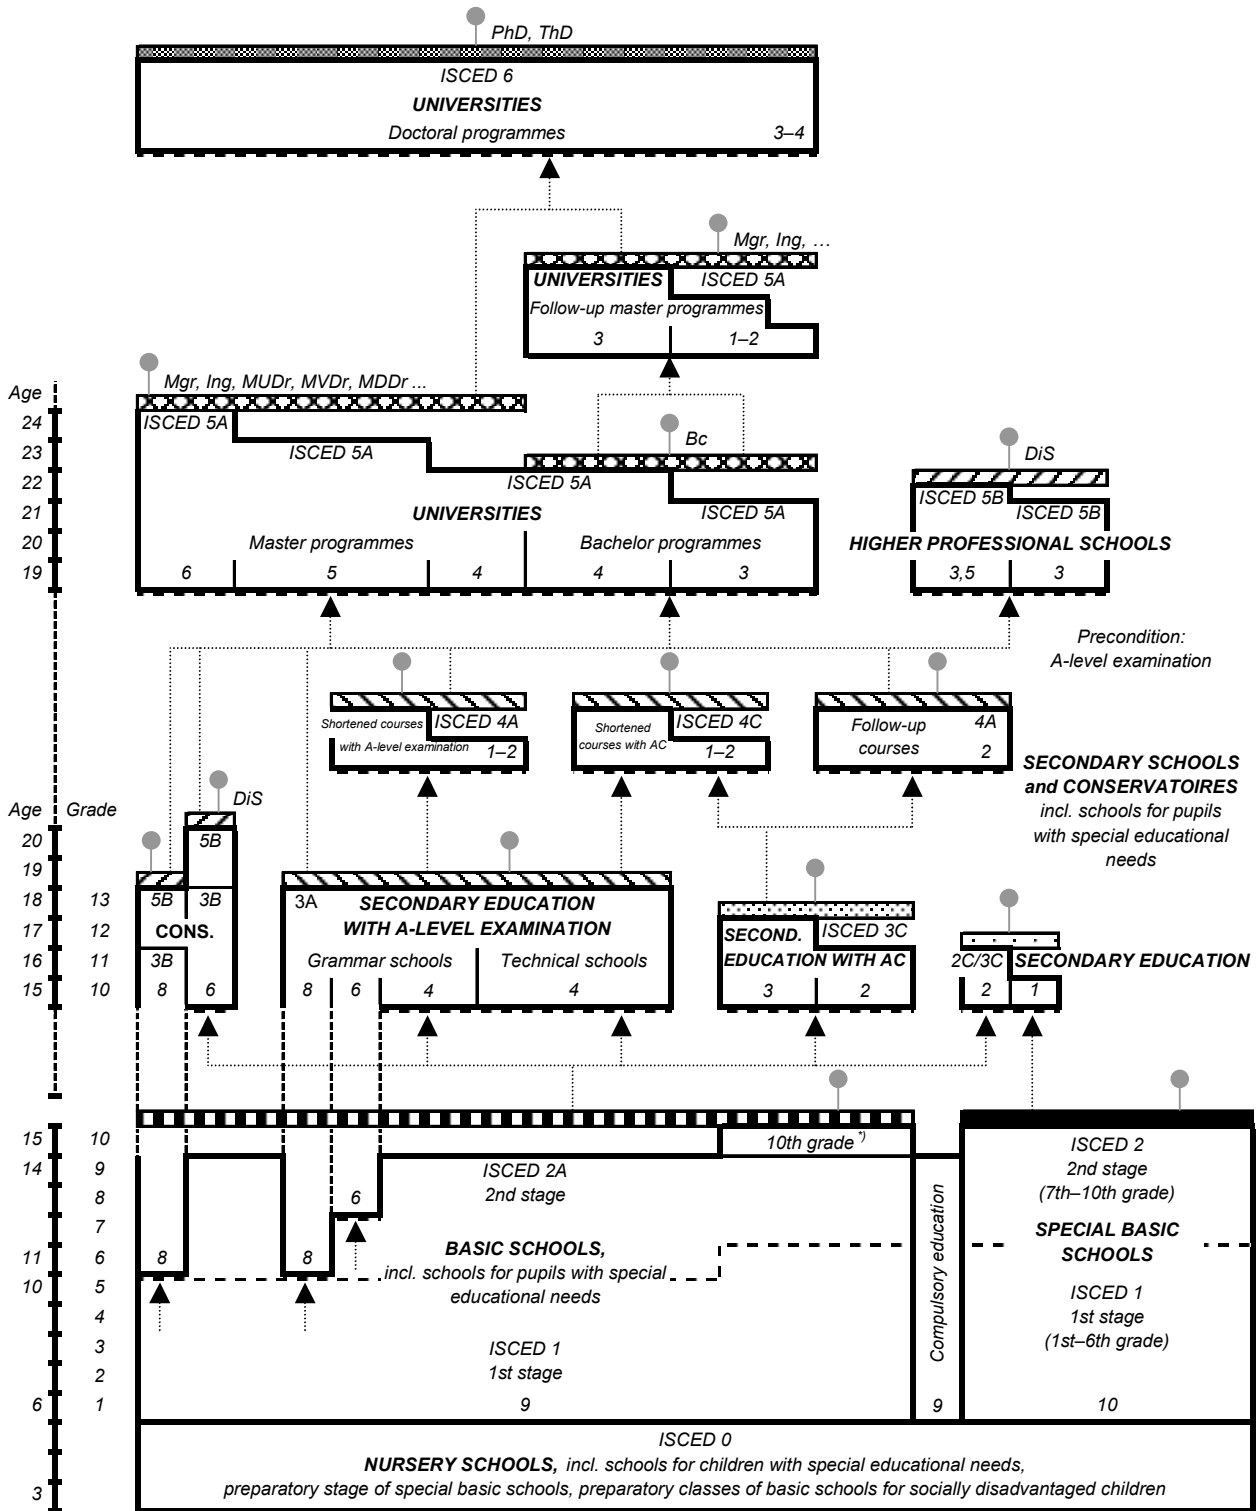 PhD, ThD
ISCED 6
UNIVERSITIES
Doctoral programmes 3–4
Mgr, Ing, …
UNIVERSITIES ISCED 5A
Follow-up master programmes
3 1–2
Mgr, Ing, MUDr, MVDr, MDDr ...
Age
24 ISCED 5A
23 ISCED 5A Bc DiS
22 ISCED 5A ISCED 5B
21 UNIVERSITIES ISCED 5A ISCED 5B
20 Master programmes Bachelor programmes HIGHER PROFESSIONAL SCHOOLS
19 6 5 4 4 3 3,5 3
Precondition:
A-level examination
Shortened courses ISCED 4A
with A-level examination 1–2
Shortened ISCED 4C
courses with AC 1–2
Follow-up 4A
courses 2
SECONDARY SCHOOLS
and CONSERVATOIRES
incl. schools for pupils
with special educational
needs
Age Grade DiS
20 5B
19
18 13 5B 3B 3A SECONDARY EDUCATION
17 12 CONS. WITH A-LEVEL EXAMINATION SECOND. ISCED 3C
16 11 3B Grammar schools Technical schools EDUCATION WITH AC 2C/3C SECONDARY EDUCATION
15 10 8 6 8 6 4 4 3 2 2 1
15 10 10th grade *) ISCED 2
14 9 ISCED 2A 2nd stage
8 6 2nd stage (7th–10th grade)
7 SPECIAL BASIC
11 6 8 8 BASIC SCHOOLS, SCHOOLS
10 5 incl. schools for pupils with special
educational needs ISCED 1
4 1st stage
3 ISCED 1 (1st–6th grade)
2 1st stage
Compulsory education
6 1 9 9 10
ISCED 0
NURSERY SCHOOLS, incl. schools for children with special educational needs,
3 preparatory stage of special basic schools, preparatory classes of basic schools for socially disadvantaged children